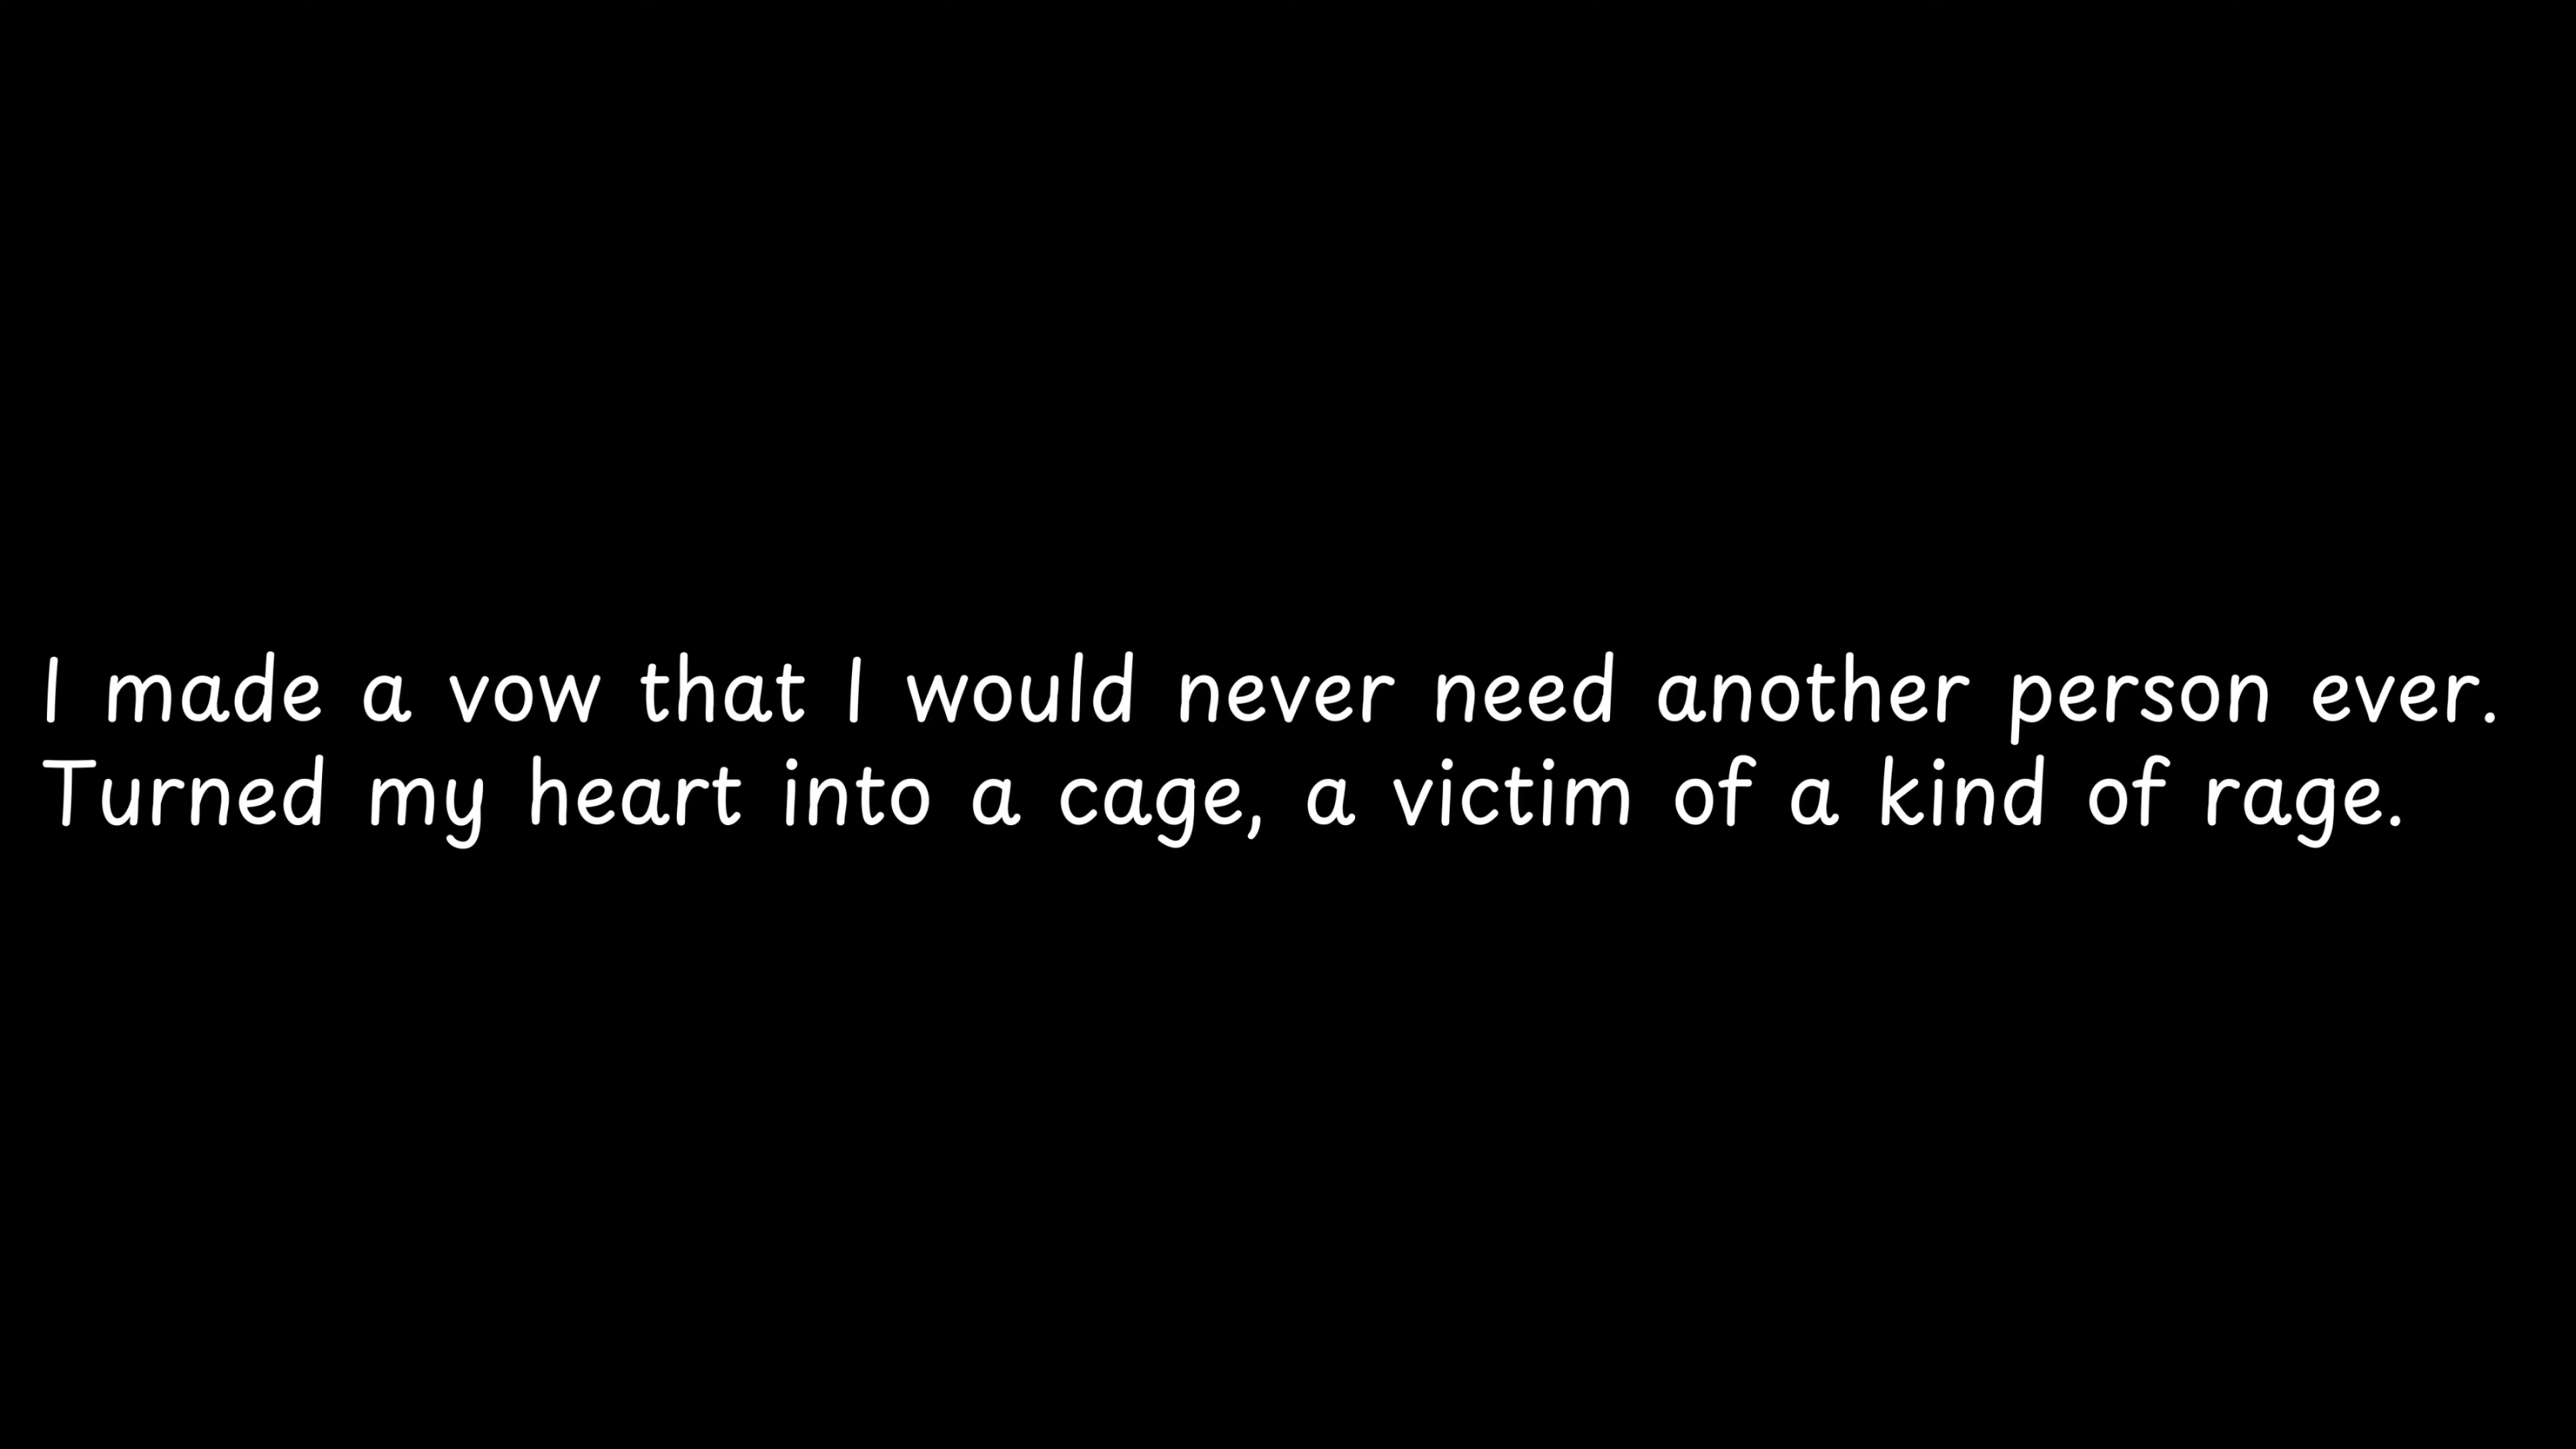 I made a vow that I would never need another person ever.
Turned my heart into a cage, a victim of a kind of rage.